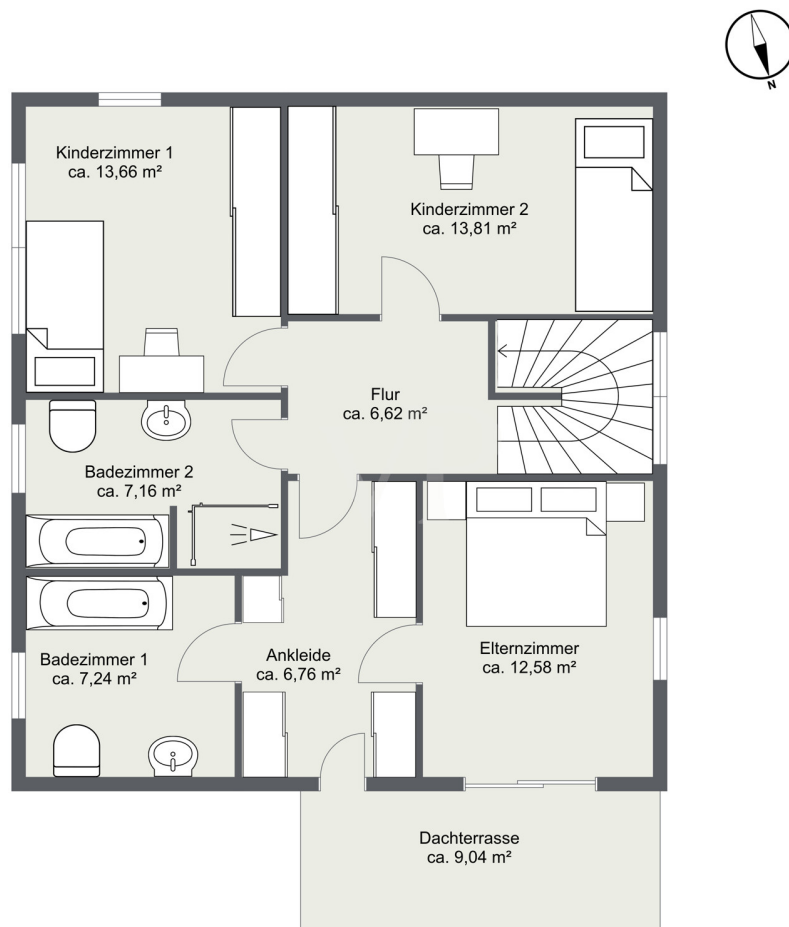 N
Kinderzimmer 1
ca. 13,66 m²
Kinderzimmer 2
ca. 13,81 m²
Flur
ca. 6,62 m²
Badezimmer 2
ca. 7,16 m²
Badezimmer 1
ca. 7,24 m²
Ankleide
ca. 6,76 m²
Elternzimmer
ca. 12,58 m²
Dachterrasse
ca. 9,04 m²